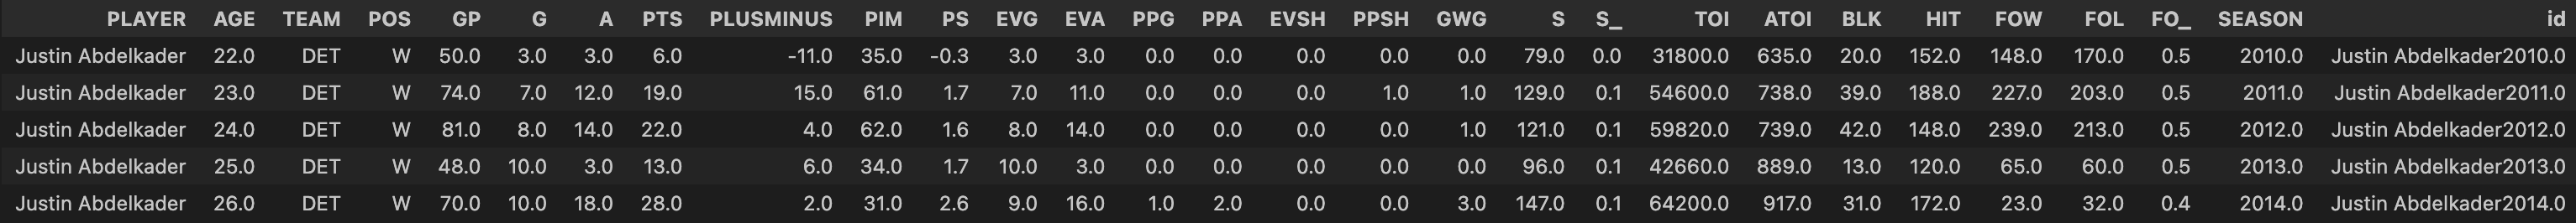 PLAYER AGE TEAM POS GP G A PTS PLUSMINUS PIM PS EVG EVA PPG PPA EVSH PPSH GWG S S_ TOI ATOI BLK HIT FOW FOL FO_ SEASON id
Justin Abdelkader 22.0 DET W 50.0 3.0 3.0 6.0 -11.0 35.0 -0.3 3.0 3.0 0.0 0.0 0.0 0.0 0.0 79.0 0.0 31800.0 635.0 20.0 152.0 148.0 170.0 0.5 2010.0 Justin Abdelkader2010.0
Justin Abdelkader 23.0 DET W 74.0 7.0 12.0 19.0 15.0 61.0 1.7 7.0 11.0 0.0 0.0 0.0 1.0 1.0 129.0 0.1 54600.0 738.0 39.0 188.0 227.0 203.0 0.5 2011.0 Justin Abdelkader2011.0
Justin Abdelkader 24.0 DET W 81.0 8.0 14.0 22.0 4.0 62.0 1.6 8.0 14.0 0.0 0.0 0.0 0.0 1.0 121.0 0.1 59820.0 739.0 42.0 148.0 239.0 213.0 0.5 2012.0 Justin Abdelkader2012.0
Justin Abdelkader 25.0 DET W 48.0 10.0 3.0 13.0 6.0 34.0 1.7 10.0 3.0 0.0 0.0 0.0 0.0 0.0 96.0 0.1 42660.0 889.0 13.0 120.0 65.0 60.0 0.5 2013.0 Justin Abdelkader2013.0
Justin Abdelkader 26.0 DET W 70.0 10.0 18.0 28.0 2.0 31.0 2.6 9.0 16.0 1.0 2.0 0.0 0.0 3.0 147.0 0.1 64200.0 917.0 31.0 172.0 23.0 32.0 0.4 2014.0 Justin Abdelkader2014.0